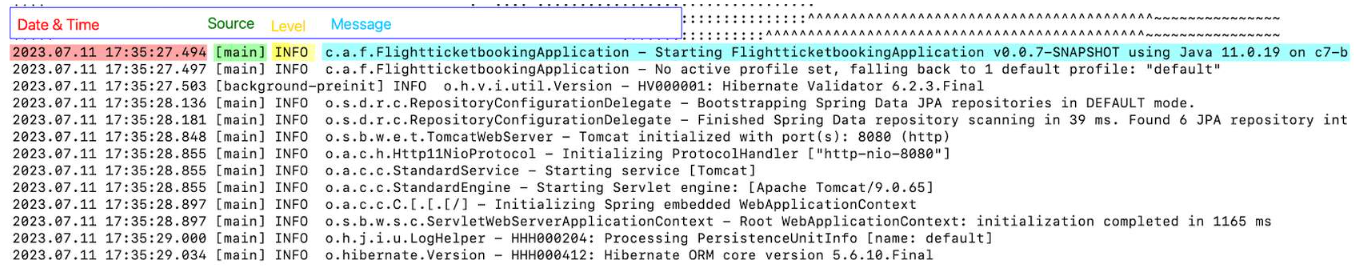 Date & Time Source Level Message
2023.07.11 17:35:27.494 [main] INFO c.a.f.FlightticketbookingApplication – Starting FlightticketbookingApplication v0.0.7-SNAPSHOT using Java 11.0.19 on c7-b
2023.07.11 17:35:27.497 [main] INFO c.a.f.FlightticketbookingApplication – No active profile set, falling back to 1 default profile: "default"
2023.07.11 17:35:27.503 [background-preinit] INFO o.h.v.i.util.Version – HV000001: Hibernate Validator 6.2.3.Final
2023.07.11 17:35:28.136 [main] INFO o.s.d.r.c.RepositoryConfigurationDelegate – Bootstrapping Spring Data JPA repositories in DEFAULT mode.
2023.07.11 17:35:28.181 [main] INFO o.s.d.r.c.RepositoryConfigurationDelegate – Finished Spring Data repository scanning in 39 ms. Found 6 JPA repository int
2023.07.11 17:35:28.848 [main] INFO o.s.b.w.e.t.TomcatWebServer – Tomcat initialized with port(s): 8080 (http)
2023.07.11 17:35:28.855 [main] INFO o.a.c.h.Http11NioProtocol – Initializing ProtocolHandler ["http-nio-8080"]
2023.07.11 17:35:28.855 [main] INFO o.a.c.c.StandardService – Starting service [Tomcat]
2023.07.11 17:35:28.855 [main] INFO o.a.c.c.StandardEngine – Starting Servlet engine: [Apache Tomcat/9.0.65]
2023.07.11 17:35:28.897 [main] INFO o.a.c.c.C.[.[.[/] – Initializing Spring embedded WebApplicationContext
2023.07.11 17:35:28.897 [main] INFO o.s.b.w.s.c.ServletWebServerApplicationContext – Root WebApplicationContext: initialization completed in 1165 ms
2023.07.11 17:35:29.000 [main] INFO o.h.j.i.u.LogHelper – HHH000204: Processing PersistenceUnitInfo [name: default]
2023.07.11 17:35:29.034 [main] INFO o.hibernate.Version – HHH000412: Hibernate ORM core version 5.6.10.Final